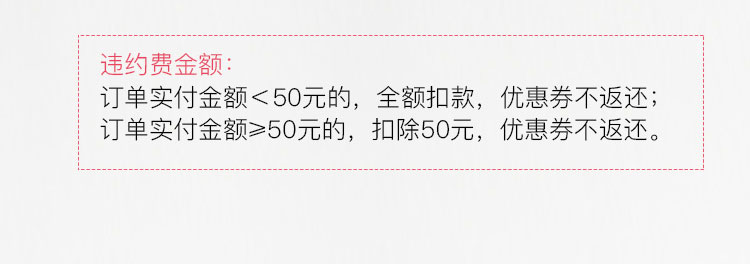 违约费金额：
订单实付金额＜50元的，全额扣款，优惠券不返还；
订单实付金额≥50元的，扣除50元，优惠券不返还。